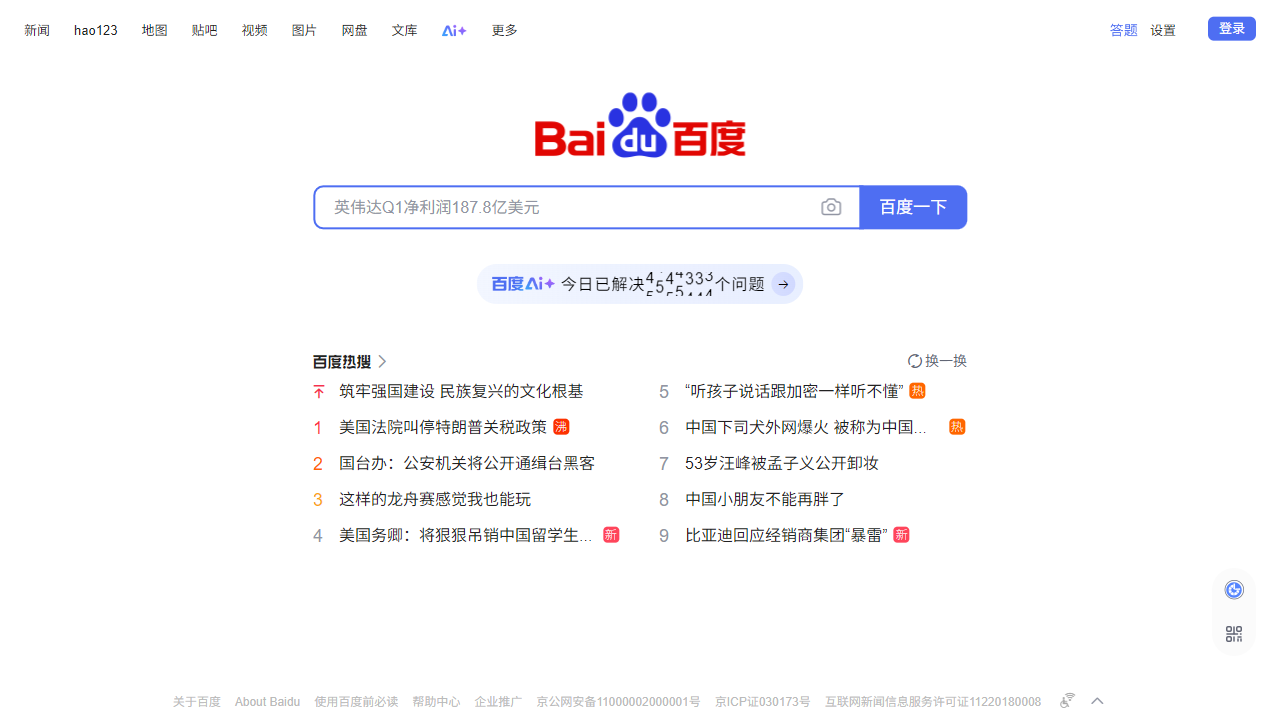 新闻 hao123 地图 贴吧 视频 图片 网盘 文库 Ai+ 更多 答题 设置 登录
Bai du 百度
英伟达Q1净利润187.8亿美元 百度一下
百度Ai+ 今日已解决 个问题
百度热搜 换一换
筑牢强国建设 民族复兴的文化根基
1 美国法院叫停特朗普关税政策 沸
2 国台办：公安机关将公开通缉台黑客
3 这样的龙舟赛感觉我也能玩
4 美国务卿：将狠狠吊销中国留学生... 新
5 “听孩子说话跟加密一样听不懂” 热
6 中国下司犬外网爆火 被称为中国... 热
7 53岁汪峰被孟子义公开卸妆
8 中国小朋友不能再胖了
9 比亚迪回应经销商集团“暴雷” 新
关于百度 About Baidu 使用百度前必读 帮助中心 企业推广 京公网安备11000002000001号 京ICP证030173号 互联网新闻信息服务许可证11220180008